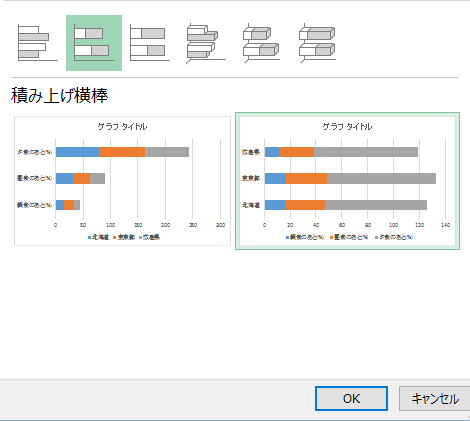 積み上げ横棒
グラフ タイトル
夕食のあと(%)
昼食のあと(%)
朝食のあと(%)
0 50 100 150 200 250 300
北海道 東京都 広島県
グラフ タイトル
広島県
東京都
北海道
0 20 40 60 80 100 120 140
朝食のあと(%) 昼食のあと(%) 夕食のあと(%)
OK キャンセル